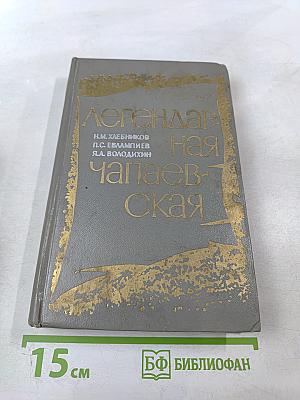 ЛЕГЕНДАР-
Н.М. ХЛЕБНИКОВ
П.С. ЕВЛАМПИЕВ
Я.А. ВОЛОДИХИН
НАЯ
ЧАПАЕВ-
СКАЯ
15 см
БФ БИБЛИОФАН